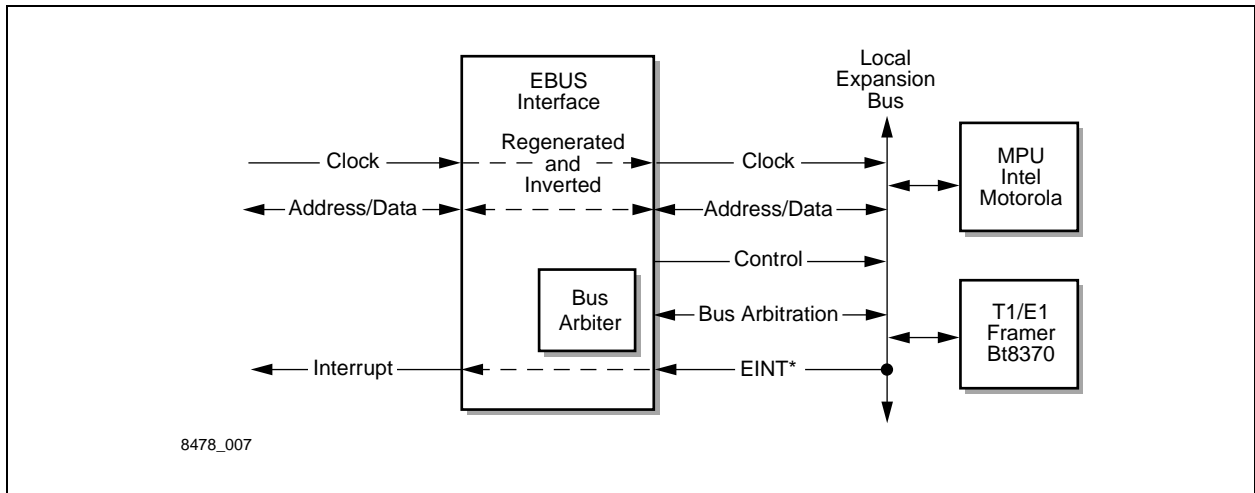 EBUS
Interface
Local
Expansion
Bus
Clock
Regenerated
and
Inverted
Clock
MPU
Intel
Motorola
Address/Data
Address/Data
Control
Bus
Arbiter
Bus Arbitration
T1/E1
Framer
Bt8370
Interrupt
EINT*
8478_007